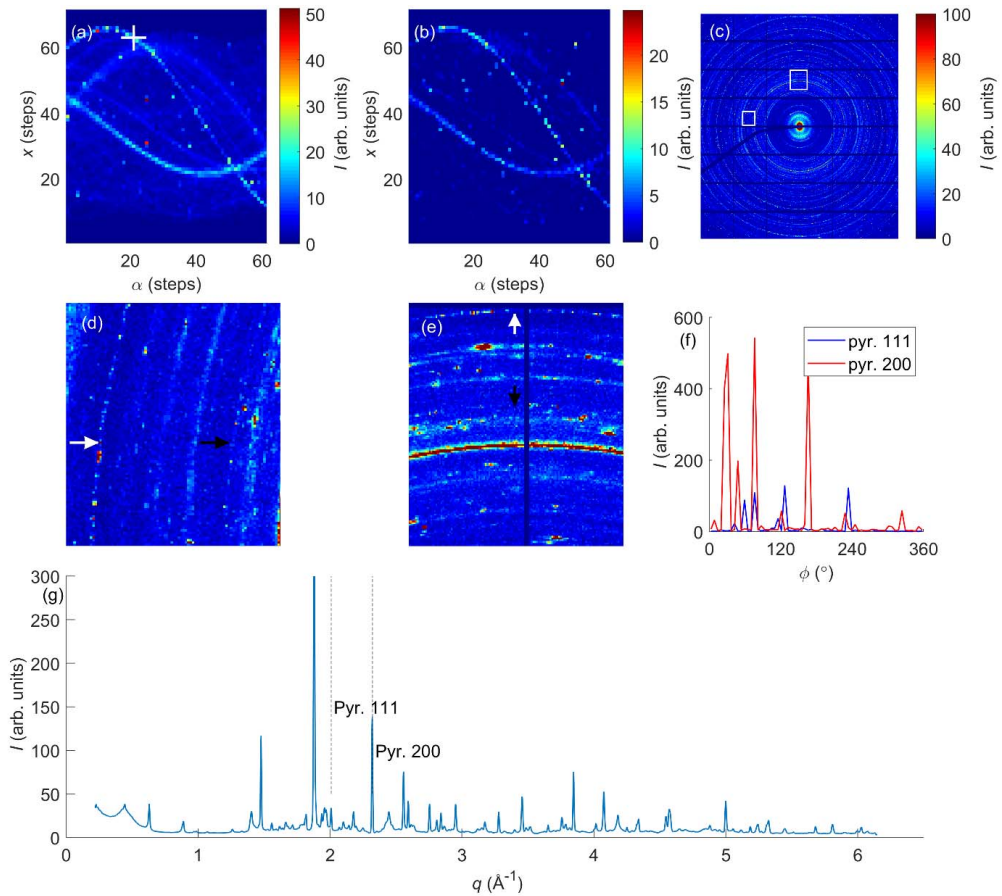 (a)
x (steps)
60
40
20
20 40 60
α (steps)
50
40
30
20
10
0
I (arb. units)
(b)
x (steps)
60
40
20
20 40 60
α (steps)
20
15
10
5
0
I (arb. units)
(c)
100
80
60
40
20
0
I (arb. units)
(d)
(e)
(f)
600
400
200
0
I (arb. units)
pyr. 111
pyr. 200
0 120 240 360
ϕ (°)
(g)
300
250
200
150
100
50
0
I (arb. units)
Pyr. 111
Pyr. 200
0 1 2 3 4 5 6
q (Å-1)